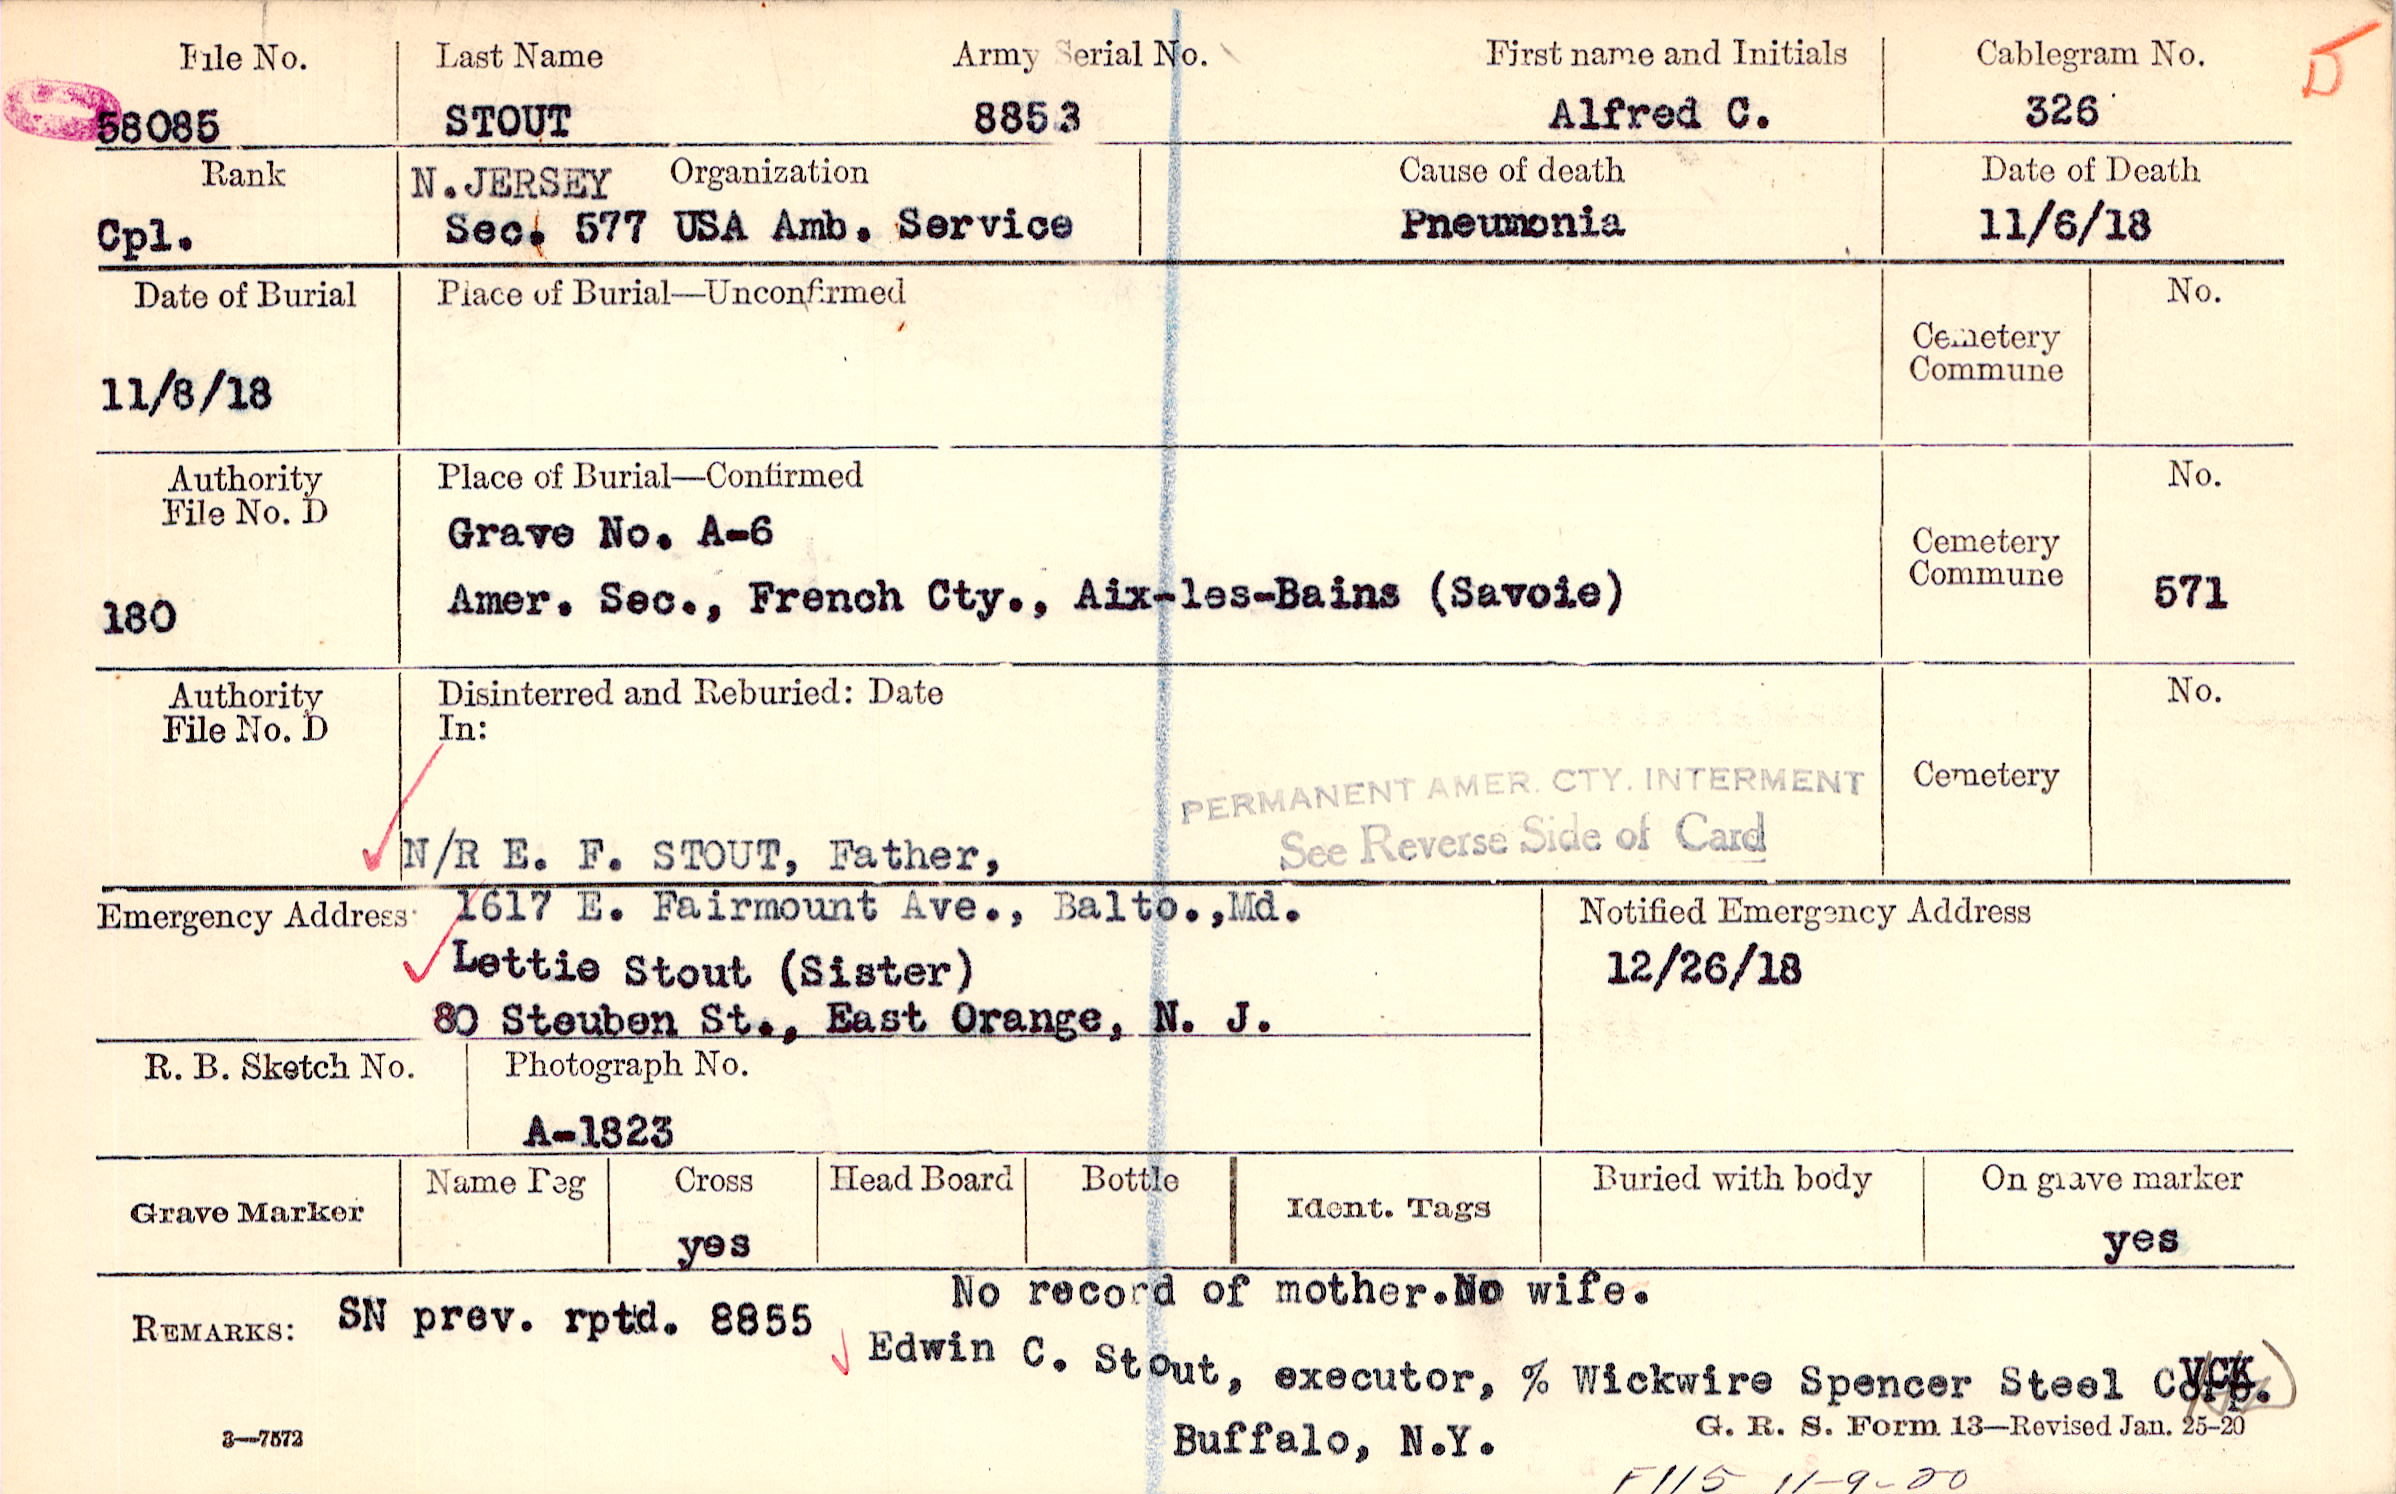 File No. Last Name Army Serial No. First name and Initials Cablegram No. D
58085 STOUT 8853 Alfred C. 326
Rank N.JERSEY Organization Cause of death Date of Death
Cpl. Sec. 577 USA Amb. Service Pneumonia 11/6/18
Date of Burial Place of Burial—Unconfirmed No.
Cemetery
Commune
11/8/18
Authority Place of Burial—Confirmed No.
File No. D
Grave No. A-6
Cemetery
Commune
180 Amer. Sec., French Cty., Aix-les-Bains (Savoie) 571
Authority Disinterred and Reburied: Date No.
File No. D In:
PERMANENT AMER. CTY. INTERMENT Cemetery
See Reverse Side of Card
N/R E. F. STOUT, Father,
Emergency Address 1617 E. Fairmount Ave., Balto.,Md. Notified Emergency Address
Lettie Stout (Sister) 12/26/18
80 Steuben St., East Orange, N. J.
R. B. Sketch No. Photograph No.
A-1823
Grave Marker Name Peg Cross Head Board Bottle Ident. Tags Buried with body On grave marker
yes yes
No record of mother.No wife.
REMARKS: SN prev. rptd. 8855
Edwin C. Stout, executor, % Wickwire Spencer Steel Corp.
VCK
Buffalo, N.Y.
3—7573 G. R. S. Form 13—Revised Jan. 25-20
F115 11-9-20